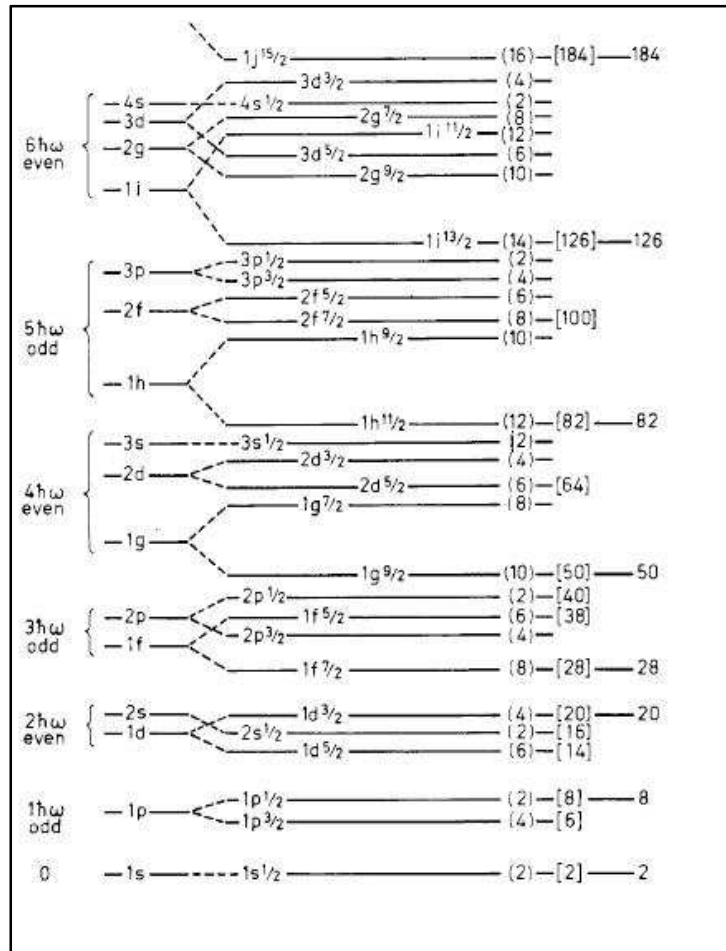 1j 15/2 (16) [184] 184
3d 3/2 (4)
4s 4s 1/2 (2)
2g 7/2 (8)
3d 1i 11/2 (12)
6ħω even
2g 3d 5/2 (6)
2g 9/2 (10)
1i
1j 13/2 (14) [126] 126
3p 3p 1/2 (2)
3p 3/2 (4)
2f 2f 5/2 (6)
2f 7/2 (8) [100]
5ħω odd
1h 9/2 (10)
1h
1h 11/2 (12) [82] 82
3s 3s 1/2 (2)
2d 2d 3/2 (4)
2d 5/2 (6) [64]
4ħω even
1g 7/2 (8)
1g
1g 9/2 (10) [50] 50
2p 2p 1/2 (2) [40]
1f 5/2 (6) [38]
3ħω odd
2p 3/2 (4)
1f
1f 7/2 (8) [28] 28
2s 1d 3/2 (4) [20] 20
2ħω even
1d 2s 1/2 (2) [16]
1d 5/2 (6) [14]
1p 1/2 (2) [8] 8
1ħω odd
1p
1p 3/2 (4) [6]
0 1s 1s 1/2 (2) [2] 2